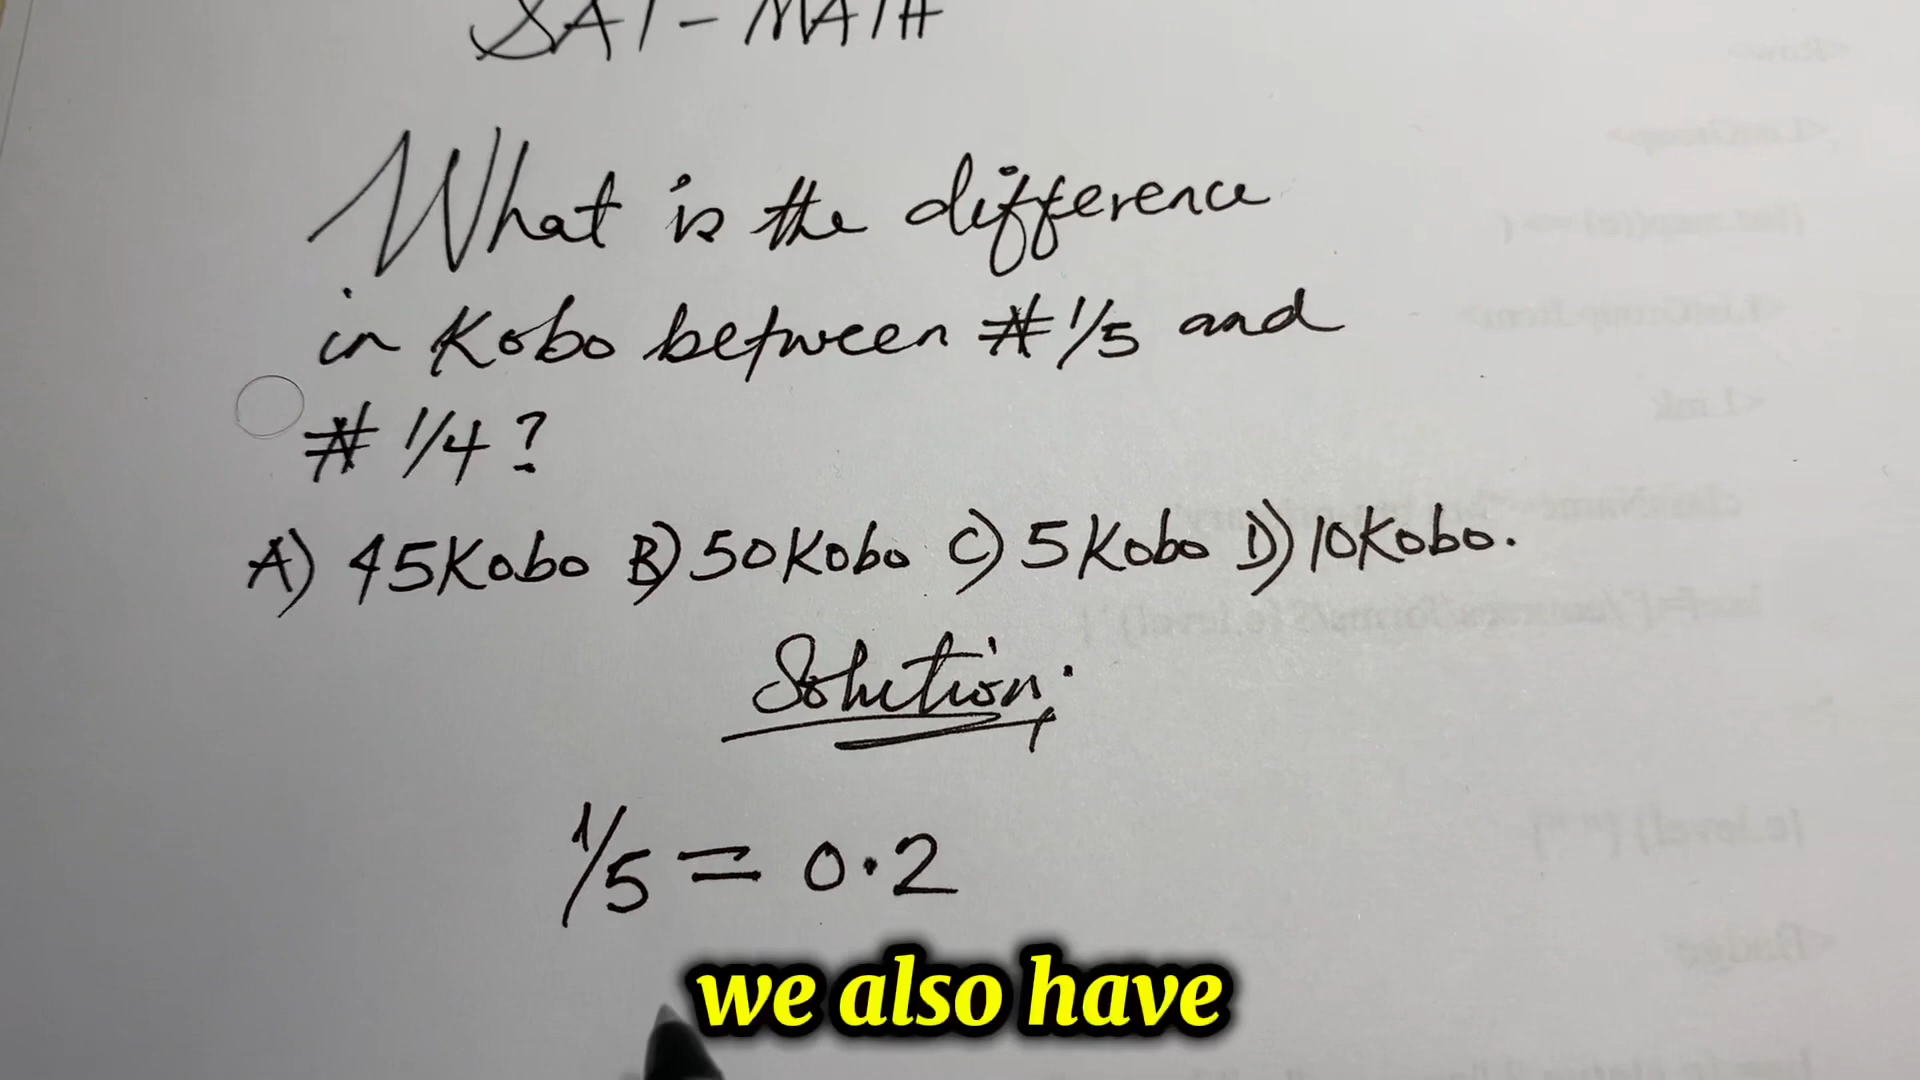 SAT-MATH
What is the difference
in Kobo between #1/5 and
# 1/4?
A) 45Kobo B) 50Kobo C) 5Kobo D) 10Kobo.
Solution;
1/5 = 0.2
we also have